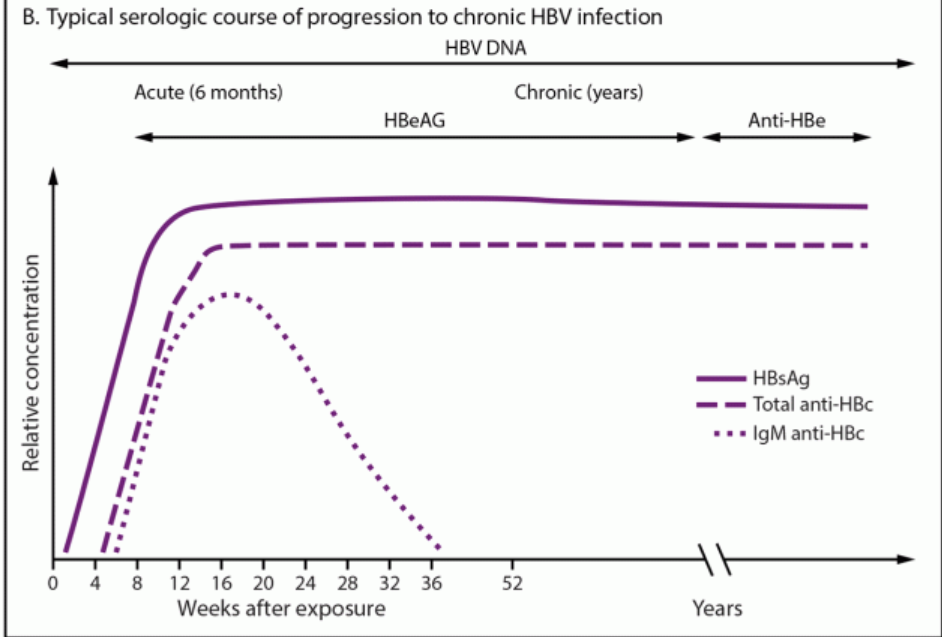 B. Typical serologic course of progression to chronic HBV infection
HBV DNA
Acute (6 months) Chronic (years)
HBeAG Anti-HBe
Relative concentration
HBsAg
Total anti-HBc
IgM anti-HBc
0 4 8 12 16 20 24 28 32 36 52
Weeks after exposure Years